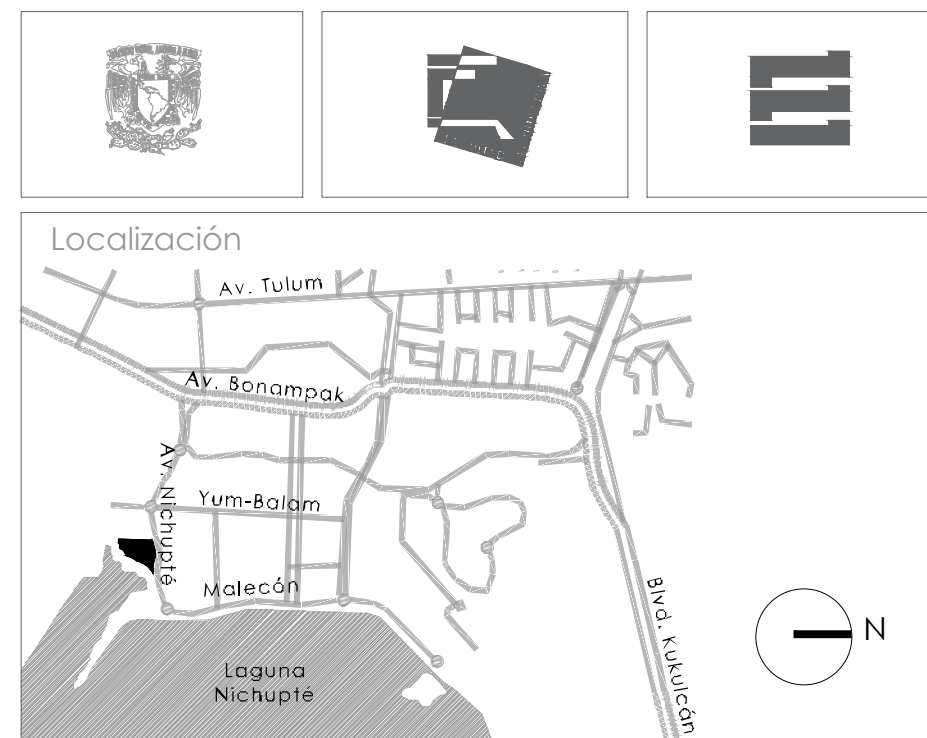 Localización
Av. Tulum
Av. Bonampak
Av. Nichupté
Yum-Balam
Malecón
Blvd. Kukulcán
N
Laguna
Nichupté